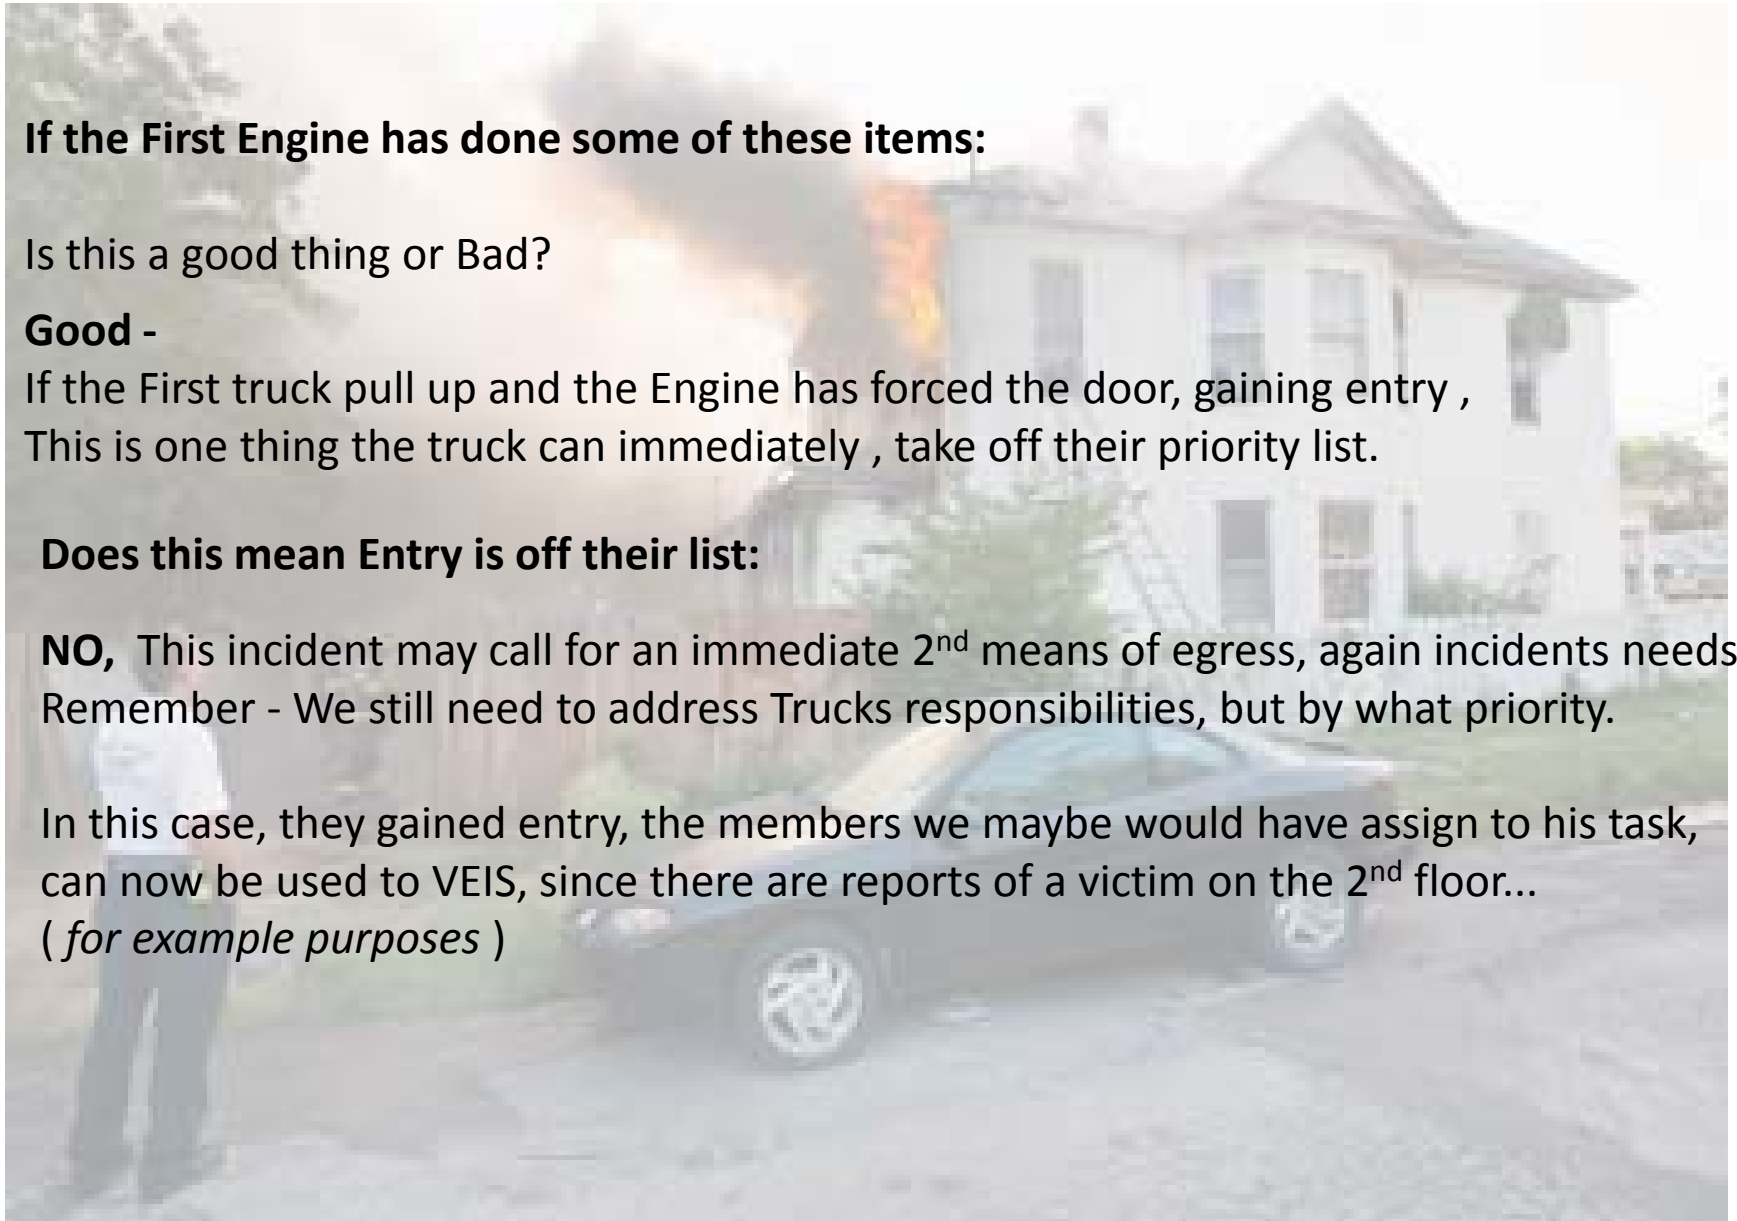 If the First Engine has done some of these items:
Is this a good thing or Bad?
Good -
If the First truck pull up and the Engine has forced the door, gaining entry ,
This is one thing the truck can immediately , take off their priority list.
Does this mean Entry is off their list:
NO, This incident may call for an immediate 2nd means of egress, again incidents needs
Remember - We still need to address Trucks responsibilities, but by what priority.
In this case, they gained entry, the members we maybe would have assign to his task,
can now be used to VEIS, since there are reports of a victim on the 2nd floor...
( for example purposes )